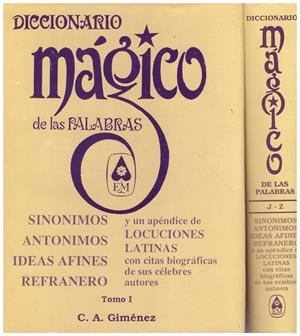 DICCIONARIO
mágico
de las PALABRAS
EM
SINONIMOS
ANTONIMOS
IDEAS AFINES
REFRANERO
y un apéndice de
LOCUCIONES
LATINAS
con citas biográficas
de sus célebres
autores
Tomo I
C. A. Giménez
DICCIONARIO
mágico
DE LAS
PALABRAS
J - Z
SINONIMOS
ANTONIMOS
IDEAS AFINES
REFRANERO
y un apéndice de
LOCUCIONES
LATINAS
con citas
biográficas
de sus célebres
autores